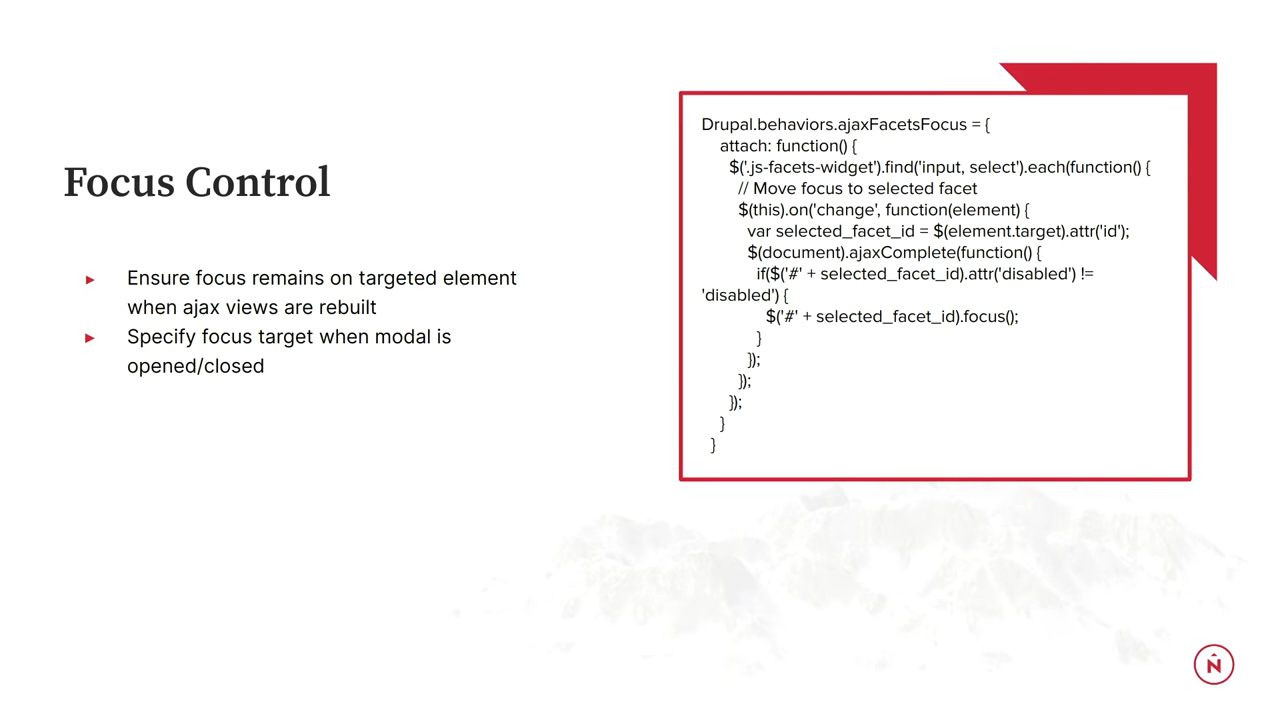 Focus Control
Ensure focus remains on targeted element
when ajax views are rebuilt
Specify focus target when modal is
opened/closed
Drupal.behaviors.ajaxFacetsFocus = {
attach: function() {
$('.js-facets-widget').find('input, select').each(function() {
// Move focus to selected facet
$(this).on('change', function(element) {
var selected_facet_id = $(element.target).attr('id');
$(document).ajaxComplete(function() {
if($('#' + selected_facet_id).attr('disabled') !=
'disabled') {
$('#' + selected_facet_id).focus();
}
});
});
});
}
}
N